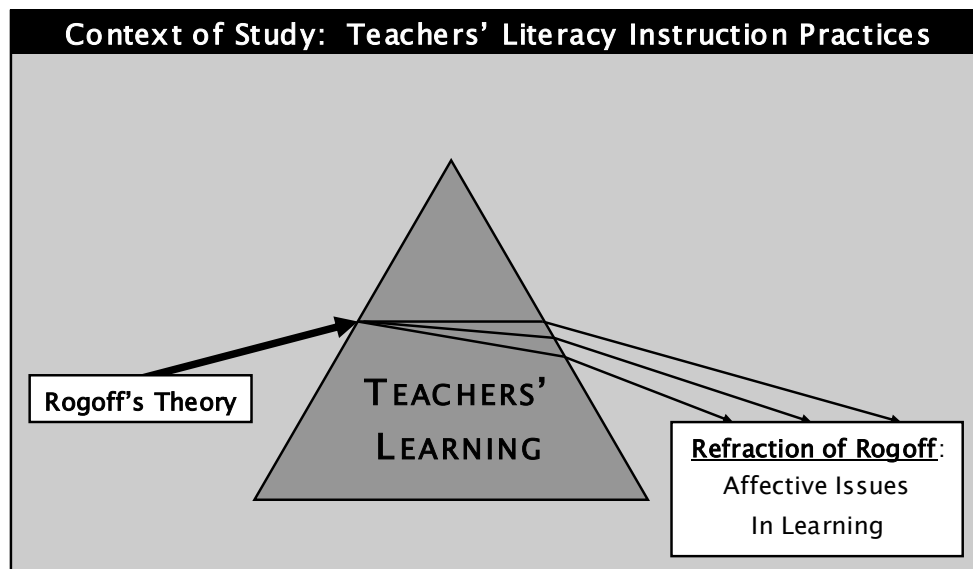 Context of Study: Teachers’ Literacy Instruction Practices
Rogoff’s Theory
TEACHERS’
LEARNING
Refraction of Rogoff:
Affective Issues
In Learning